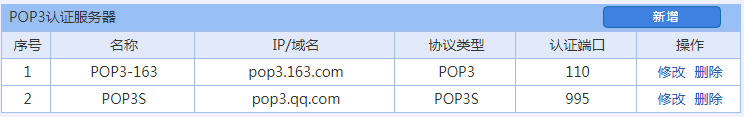 POP3认证服务器 新增
序号 名称 IP/域名 协议类型 认证端口 操作
1 POP3-163 pop3.163.com POP3 110 修改 删除
2 POP3S pop3.qq.com POP3S 995 修改 删除